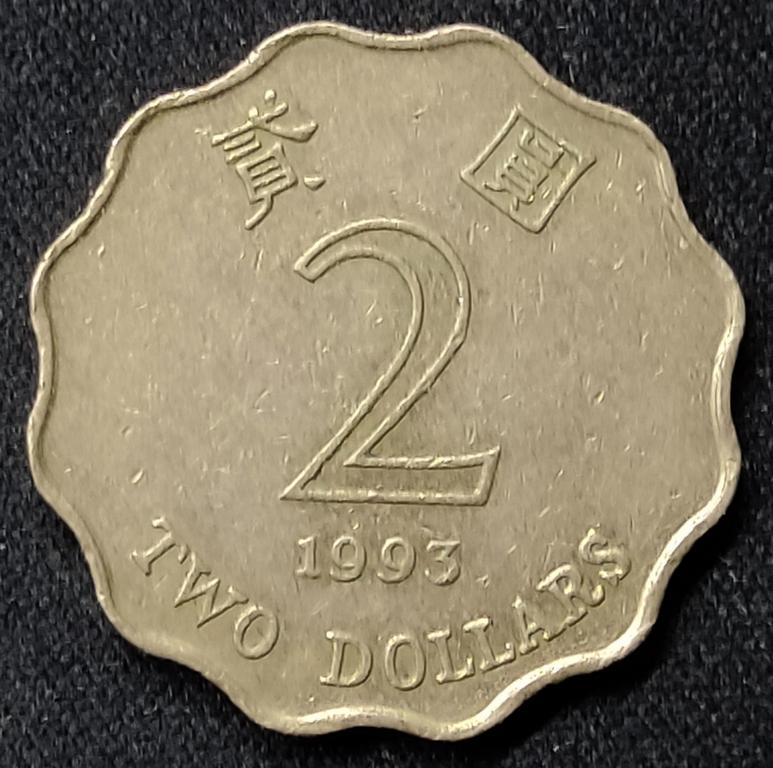 貳 圓
2
1993
TWO DOLLARS